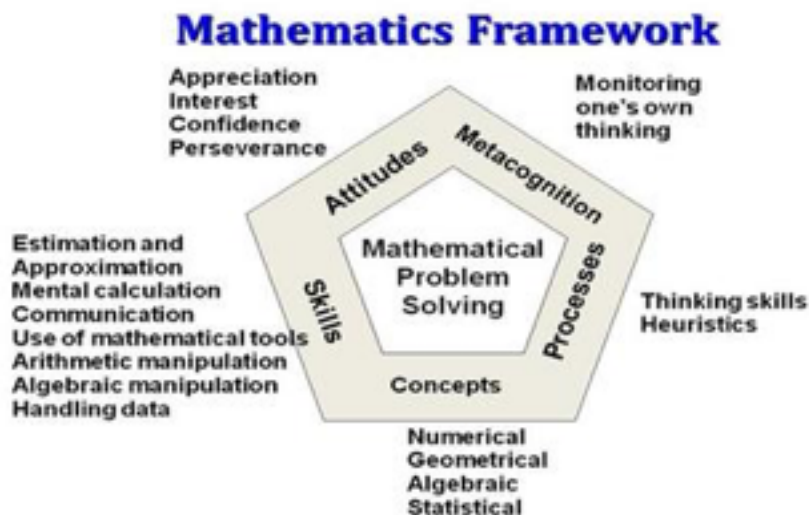 Mathematics Framework
Appreciation
Interest
Confidence
Perseverance
Monitoring
one's own
thinking
Attitudes
Metacognition
Mathematical
Problem
Solving
Skills
Processes
Concepts
Estimation and
Approximation
Mental calculation
Communication
Use of mathematical tools
Arithmetic manipulation
Algebraic manipulation
Handling data
Thinking skills
Heuristics
Numerical
Geometrical
Algebraic
Statistical